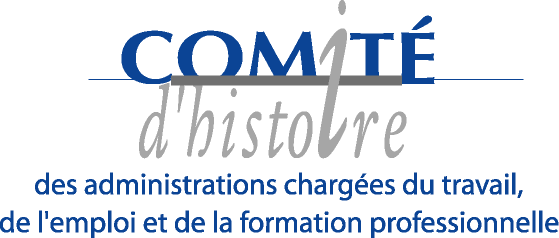 COMiTÉ
d'histoire
des administrations chargées du travail,
de l'emploi et de la formation professionnelle